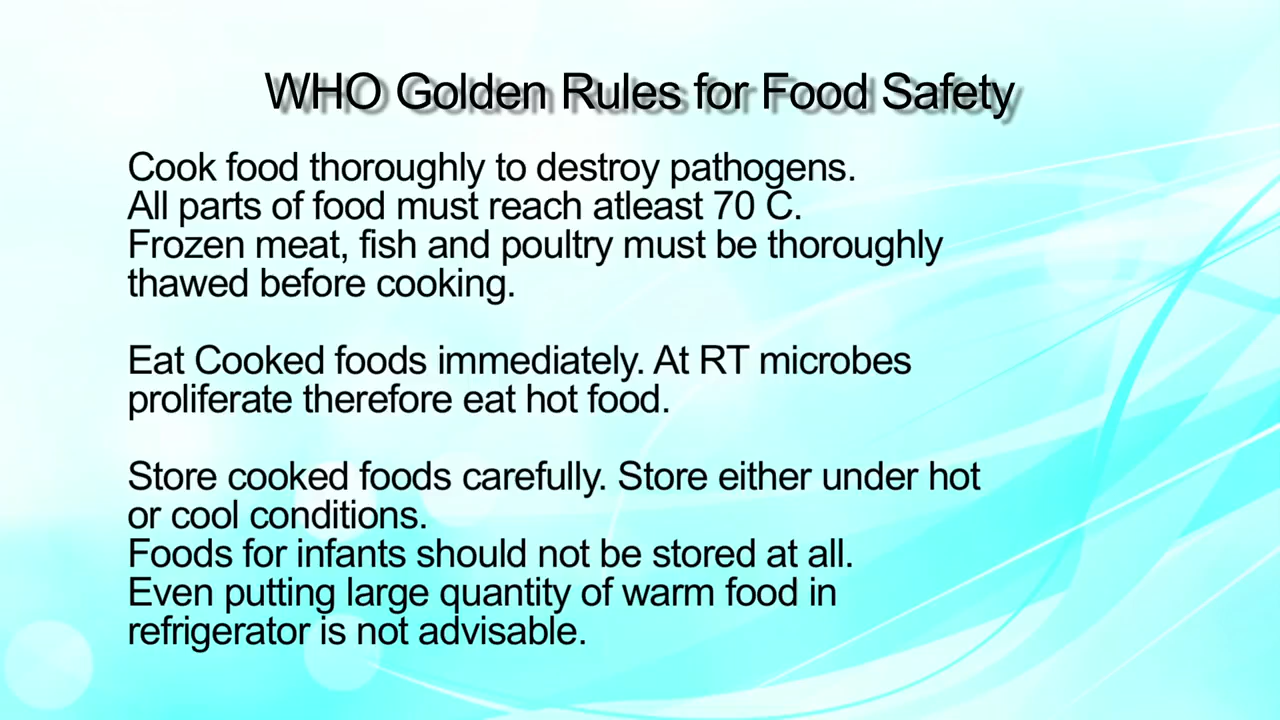 WHO Golden Rules for Food Safety
Cook food thoroughly to destroy pathogens.
All parts of food must reach atleast 70 C.
Frozen meat, fish and poultry must be thoroughly
thawed before cooking.
Eat Cooked foods immediately. At RT microbes
proliferate therefore eat hot food.
Store cooked foods carefully. Store either under hot
or cool conditions.
Foods for infants should not be stored at all.
Even putting large quantity of warm food in
refrigerator is not advisable.